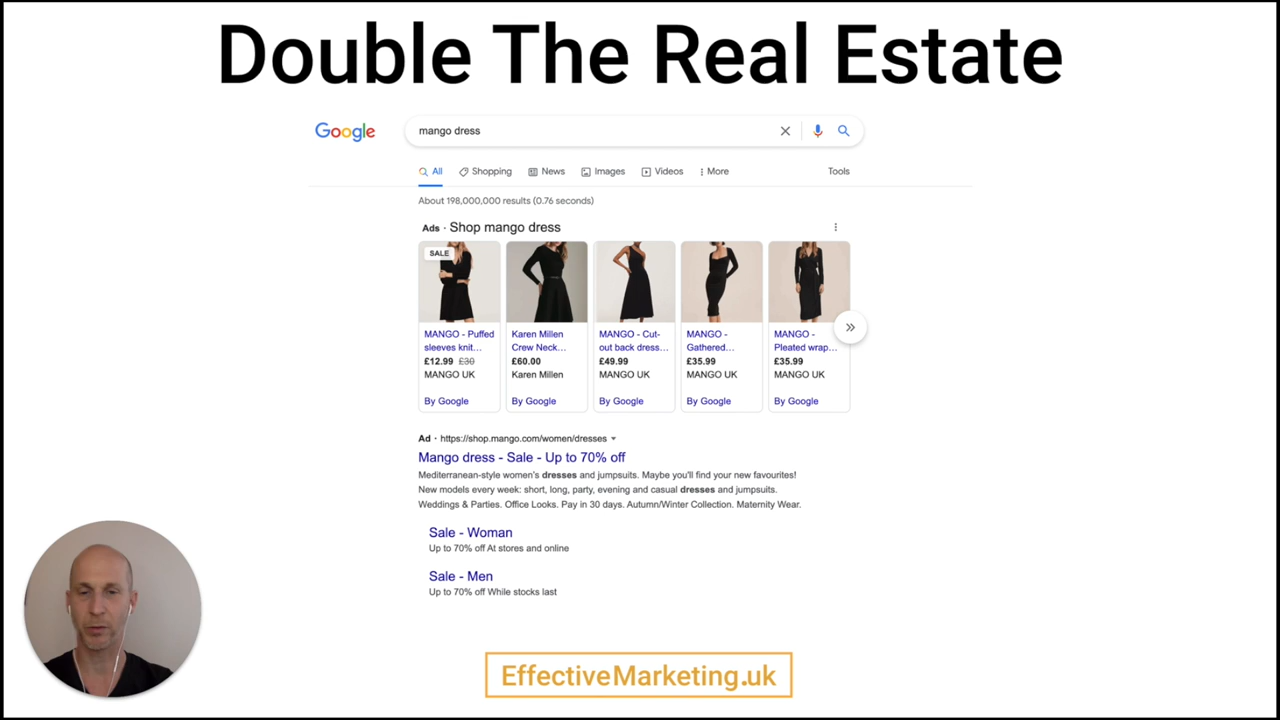 Double The Real Estate
Google
mango dress
All Shopping News Images Videos More Tools
About 198,000,000 results (0.76 seconds)
Ads · Shop mango dress
SALE
MANGO - Puffed
sleeves knit…
£12.99 £30
MANGO UK
By Google
Karen Millen
Crew Neck…
£60.00
Karen Millen
By Google
MANGO - Cut-
out back dress…
£49.99
MANGO UK
By Google
MANGO -
Gathered…
£35.99
MANGO UK
By Google
MANGO -
Pleated wrap…
£35.99
MANGO UK
By Google
Ad · https://shop.mango.com/women/dresses
Mango dress - Sale - Up to 70% off
Mediterranean-style women's dresses and jumpsuits. Maybe you'll find your new favourites!
New models every week: short, long, party, evening and casual dresses and jumpsuits.
Weddings & Parties. Office Looks. Pay in 30 days. Autumn/Winter Collection. Maternity Wear.
Sale - Woman
Up to 70% off At stores and online
Sale - Men
Up to 70% off While stocks last
EffectiveMarketing.uk